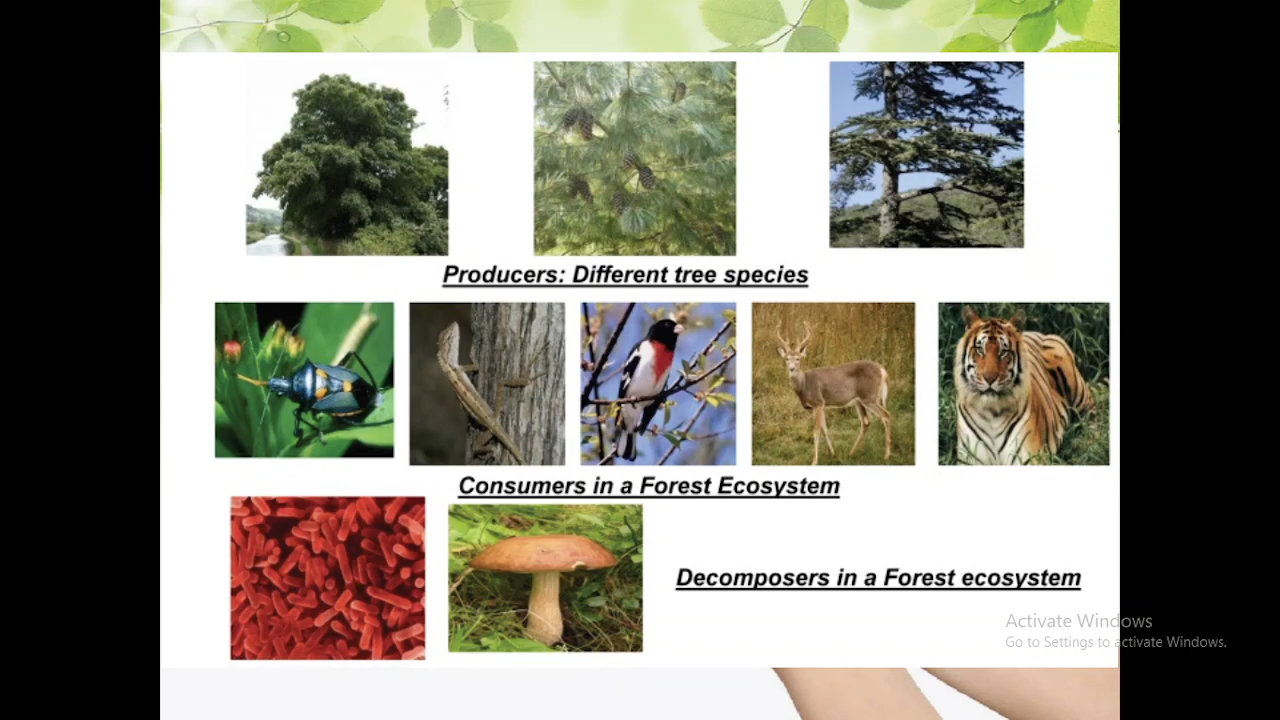 Producers: Different tree species
Consumers in a Forest Ecosystem
Decomposers in a Forest ecosystem
Activate Windows
Go to Settings to activate Windows.